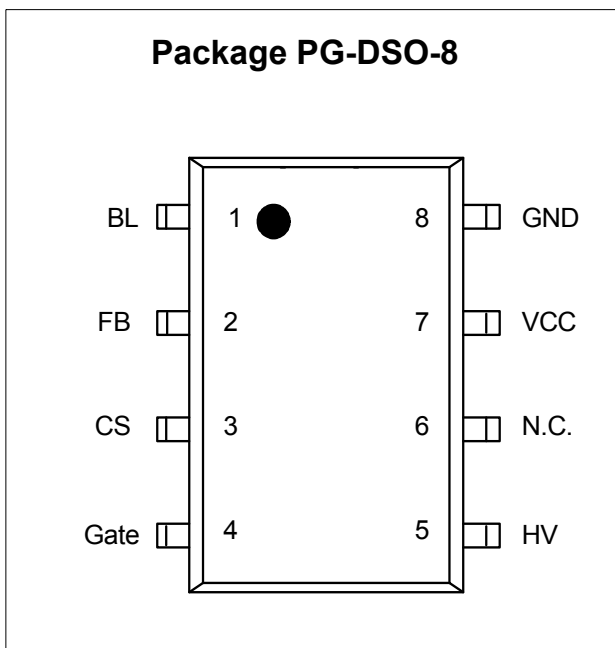 Package PG-DSO-8
BL 1 8 GND
FB 2 7 VCC
CS 3 6 N.C.
Gate 4 5 HV